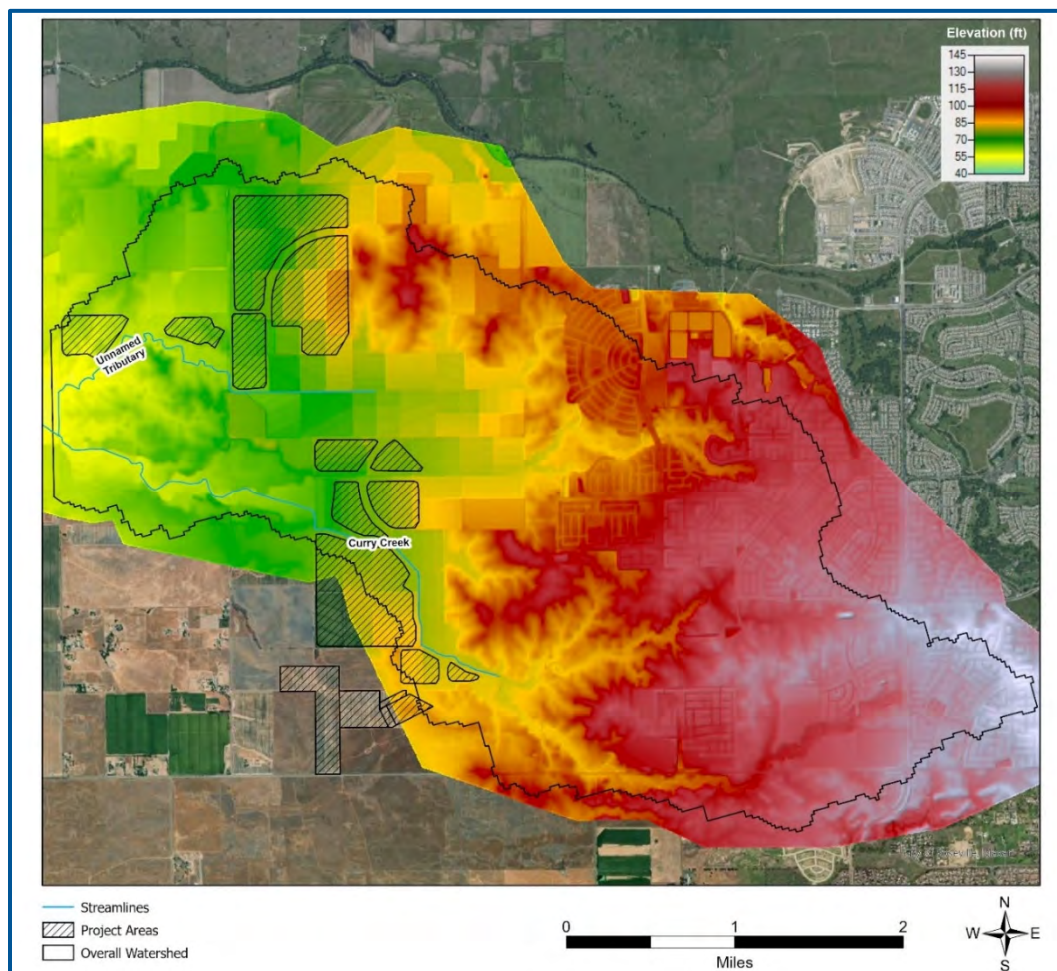 Elevation (ft)
145
130
115
100
85
70
55
40
Unnamed
Tributary
Curry Creek
Streamlines
Project Areas
Overall Watershed
0
1
2
Miles
N
W
E
S